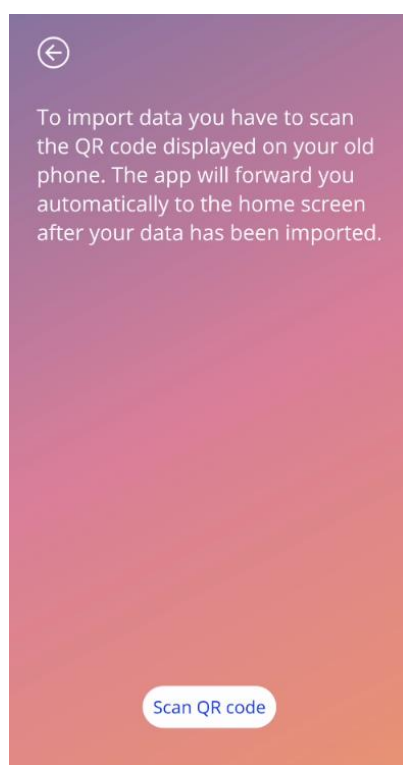 To import data you have to scan
the QR code displayed on your old
phone. The app will forward you
automatically to the home screen
after your data has been imported.
Scan QR code